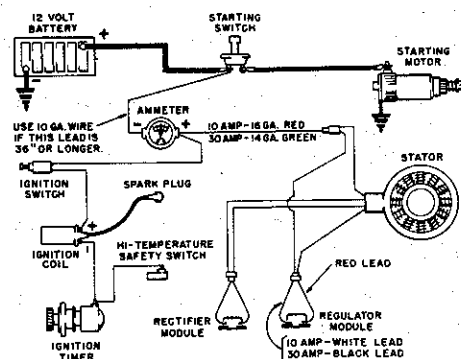 12 VOLT
BATTERY
+
-
STARTING
SWITCH
STARTING
MOTOR
AMMETER
-
+
USE 10 GA. WIRE
IF THIS LEAD IS
36" OR LONGER.
10 AMP-16 GA. RED
30 AMP-14 GA. GREEN
IGNITION
SWITCH
SPARK PLUG
STATOR
+
-
IGNITION
COIL
HI-TEMPERATURE
SAFETY SWITCH
RED LEAD
RECTIFIER
MODULE
REGULATOR
MODULE
IGNITION
TIMER
10 AMP-WHITE LEAD
30 AMP-BLACK LEAD